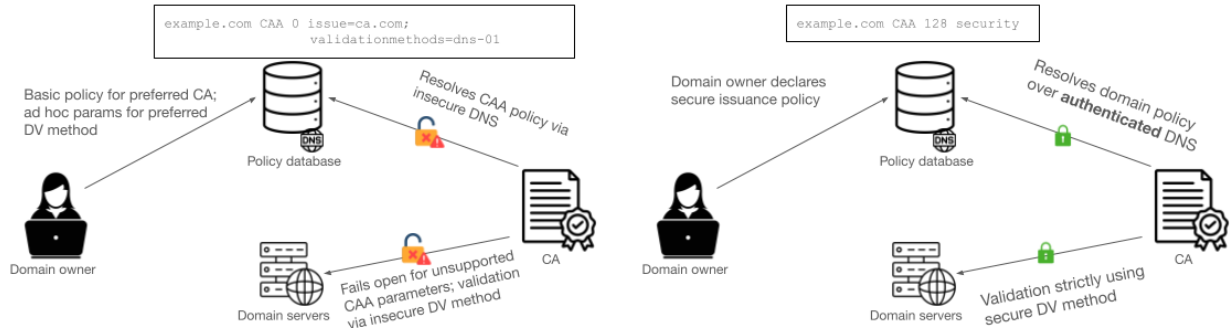 example.com CAA 0 issue=ca.com;
validationmethods=dns-01
Basic policy for preferred CA;
ad hoc params for preferred
DV method
Resolves CAA policy via
insecure DNS
DNS
Policy database
Domain owner
CA
Fails open for unsupported
CAA parameters; validation
via insecure DV method
Domain servers
example.com CAA 128 security
Domain owner declares
secure issuance policy
Resolves domain policy
over authenticated DNS
DNS
Policy database
Domain owner
CA
Validation strictly using
secure DV method
Domain servers